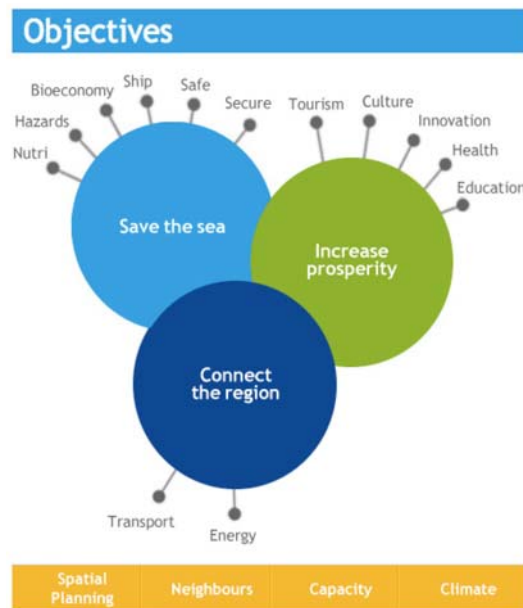 Objectives
Ship
Safe
Bioeconomy
Secure
Tourism
Culture
Hazards
Innovation
Nutri
Health
Education
Save the sea
Increase
prosperity
Connect
the region
Transport
Energy
Spatial
Planning
Neighbours
Capacity
Climate